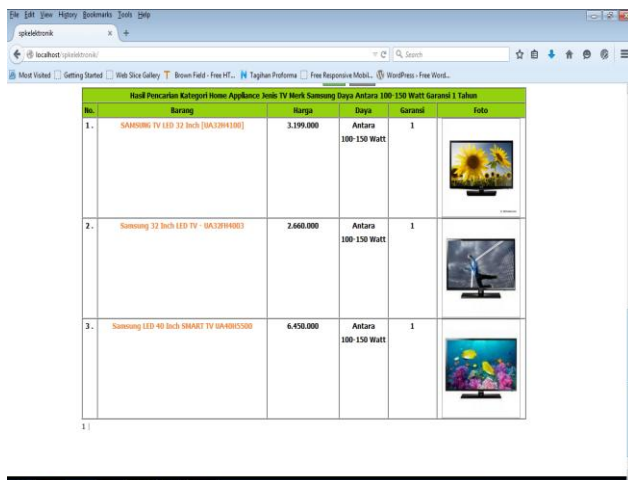 File Edit View History Bookmarks Tools Help
spkelektronik × +
localhost/spkelektronik/ Search
Most Visited Getting Started Web Slice Gallery Brown Field - Free HT... Tagihan Proforma Free Responsive Mobil... WordPress › Free Word...
Hasil Pencarian Kategori Home Appliance Jenis TV Merk Samsung Daya Antara 100-150 Watt Garansi 1 Tahun
No. Barang Harga Daya Garansi Foto
1. SAMSUNG TV LED 32 Inch [UA32H4100] 3.199.000 Antara 1
100-150 Watt
2. Samsung 32 Inch LED TV - UA32FH4003 2.660.000 Antara 1
100-150 Watt
3. Samsung LED 40 Inch SMART TV UA40H5500 6.450.000 Antara 1
100-150 Watt
1 |